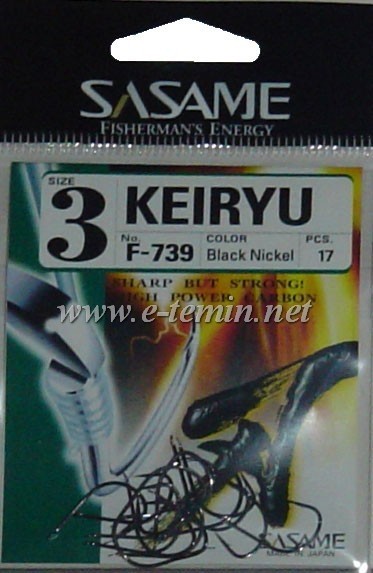 SASAME
FISHERMAN'S ENERGY
SIZE
3
KEIRYU
No.
F-739
COLOR
Black Nickel
PCS.
17
SHARP BUT STRONG!
HIGH POWER CARBON
www.e-temin.net
SASAME
MADE IN JAPAN